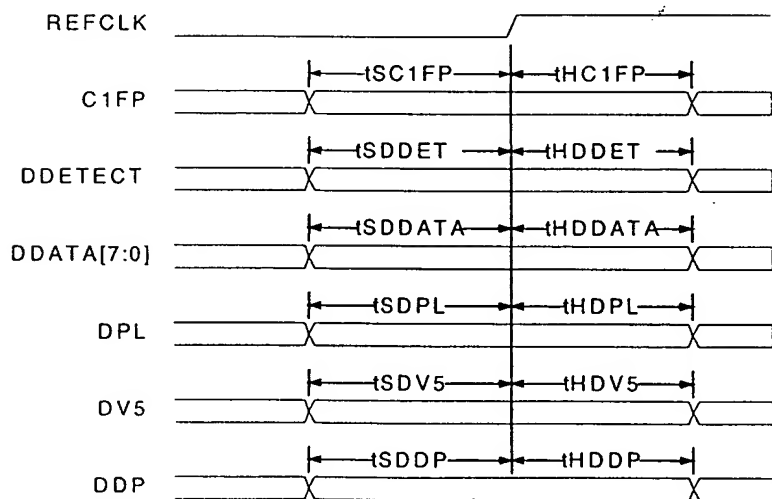 REFCLK
tSC1FP tHC1FP
C1FP
tSDDET tHDDET
DDETECT
tSDDATA tHDDATA
DDATA[7:0]
tSDPL tHDPL
DPL
tSDV5 tHDV5
DV5
tSDDP tHDDP
DDP